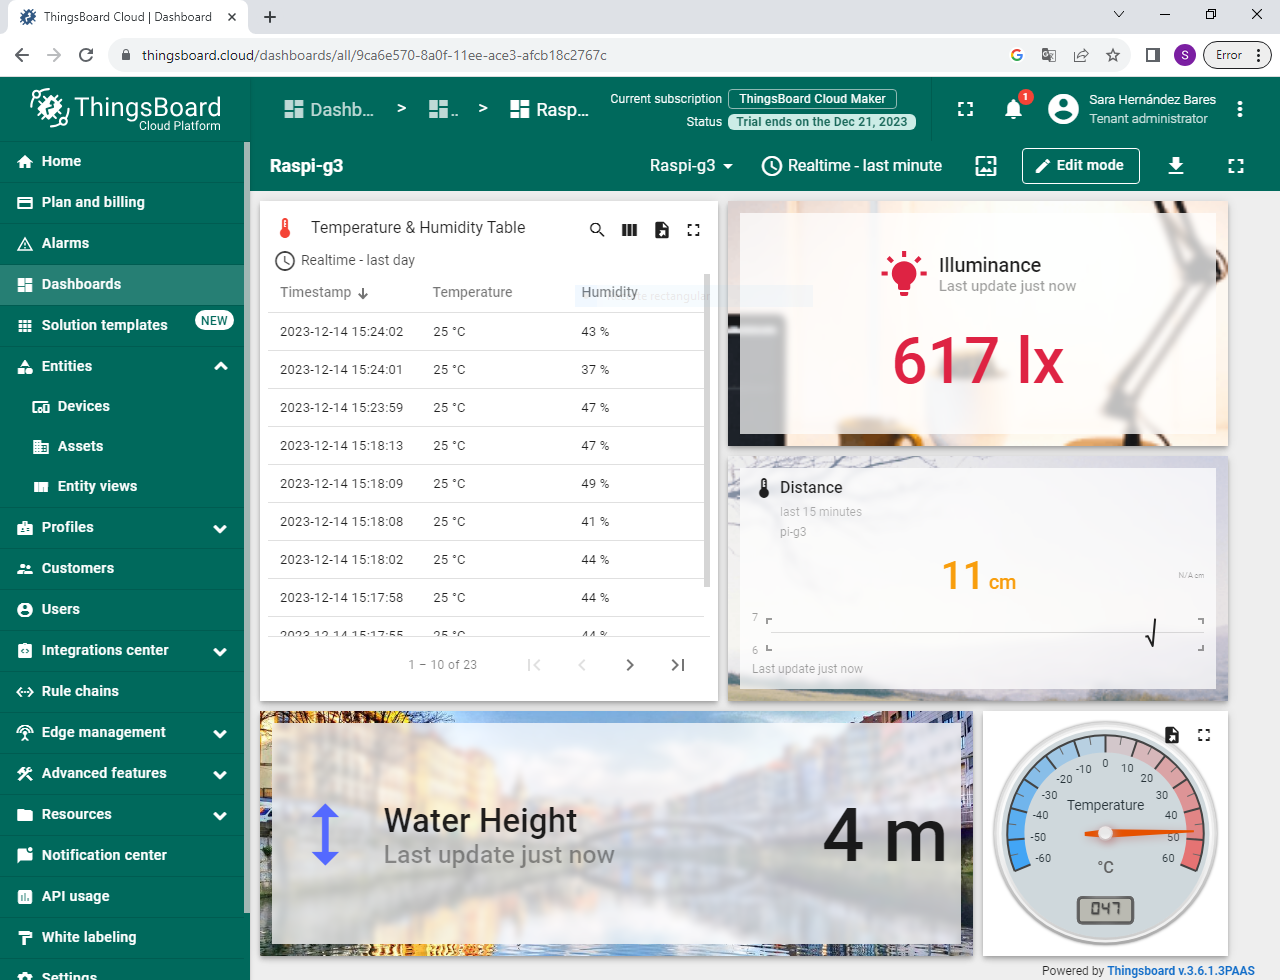 ThingsBoard Cloud | Dashboard
thingsboard.cloud/dashboards/all/9ca6e570-8a0f-11ee-ace3-afcb18c2767c
S
Error
ThingsBoard
Cloud Platform
Dashb...
>
..
>
Rasp...
Current subscription
ThingsBoard Cloud Maker
Status
Trial ends on the Dec 21, 2023
1
Sara Hernández Bares
Tenant administrator
Home
Plan and billing
Alarms
Dashboards
Solution templates
NEW
Entities
Devices
Assets
Entity views
Profiles
Customers
Users
Integrations center
Rule chains
Edge management
Advanced features
Resources
Notification center
API usage
White labeling
Settings
Raspi-g3
Raspi-g3
Realtime - last minute
Edit mode
Temperature & Humidity Table
Realtime - last day
Timestamp
Temperature
Humidity
2023-12-14 15:24:02 25 °C 43 %
2023-12-14 15:24:01 25 °C 37 %
2023-12-14 15:23:59 25 °C 47 %
2023-12-14 15:18:13 25 °C 47 %
2023-12-14 15:18:09 25 °C 49 %
2023-12-14 15:18:08 25 °C 41 %
2023-12-14 15:18:02 25 °C 44 %
2023-12-14 15:17:58 25 °C 44 %
2023-12-14 15:17:55 25 °C 44 %
1 – 10 of 23
Illuminance
Last update just now
617 lx
Distance
last 15 minutes
pi-g3
11 cm
N/A cm
7
6
Last update just now
Water Height
Last update just now
4 m
-60
-50
-40
-30
-20
-10
0
10
20
30
40
50
60
Temperature
°C
047
Powered by Thingsboard v.3.6.1.3PAAS